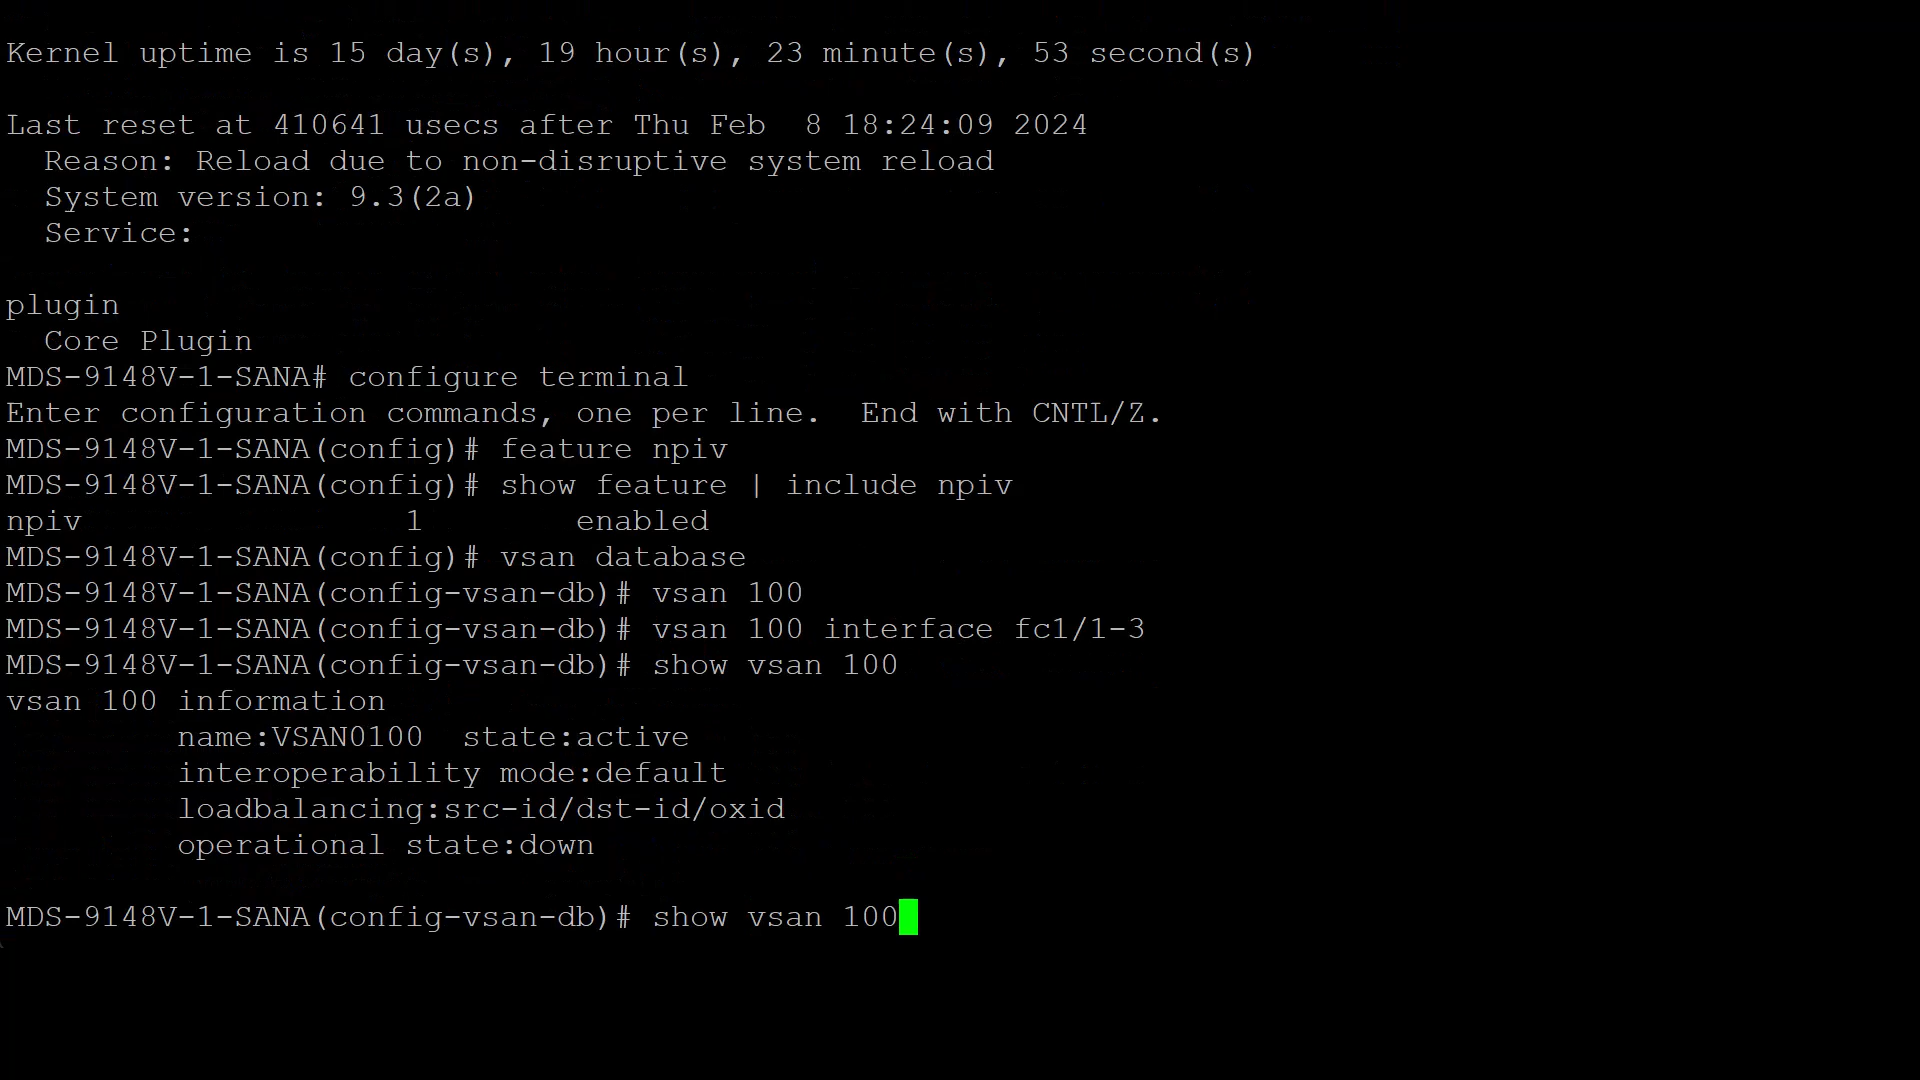 Kernel uptime is 15 day(s), 19 hour(s), 23 minute(s), 53 second(s)
Last reset at 410641 usecs after Thu Feb  8 18:24:09 2024
  Reason: Reload due to non-disruptive system reload
  System version: 9.3(2a)
  Service:
plugin
  Core Plugin
MDS-9148V-1-SANA# configure terminal
Enter configuration commands, one per line.  End with CNTL/Z.
MDS-9148V-1-SANA(config)# feature npiv
MDS-9148V-1-SANA(config)# show feature | include npiv
npiv                 1        enabled
MDS-9148V-1-SANA(config)# vsan database
MDS-9148V-1-SANA(config-vsan-db)# vsan 100
MDS-9148V-1-SANA(config-vsan-db)# vsan 100 interface fc1/1-3
MDS-9148V-1-SANA(config-vsan-db)# show vsan 100
vsan 100 information
         name:VSAN0100  state:active
         interoperability mode:default
         loadbalancing:src-id/dst-id/oxid
         operational state:down
MDS-9148V-1-SANA(config-vsan-db)# show vsan 100